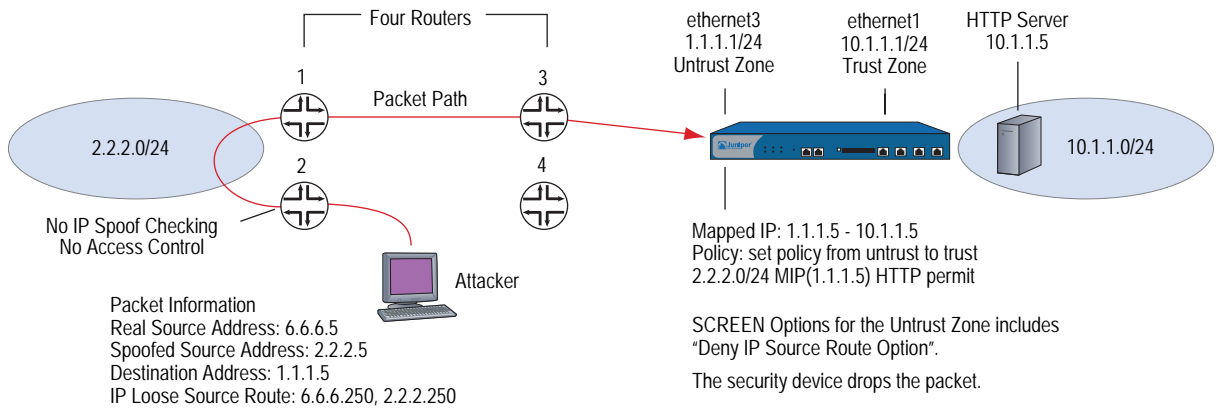 Four Routers
ethernet3
1.1.1.1/24
Untrust Zone
ethernet1
10.1.1.1/24
Trust Zone
HTTP Server
10.1.1.5
1
3
Packet Path
2.2.2.0/24
Juniper
10.1.1.0/24
2
4
No IP Spoof Checking
No Access Control
Attacker
Mapped IP: 1.1.1.5 - 10.1.1.5
Policy: set policy from untrust to trust
2.2.2.0/24 MIP(1.1.1.5) HTTP permit
Packet Information
Real Source Address: 6.6.6.5
Spoofed Source Address: 2.2.2.5
Destination Address: 1.1.1.5
IP Loose Source Route: 6.6.6.250, 2.2.2.250
SCREEN Options for the Untrust Zone includes
“Deny IP Source Route Option”.
The security device drops the packet.